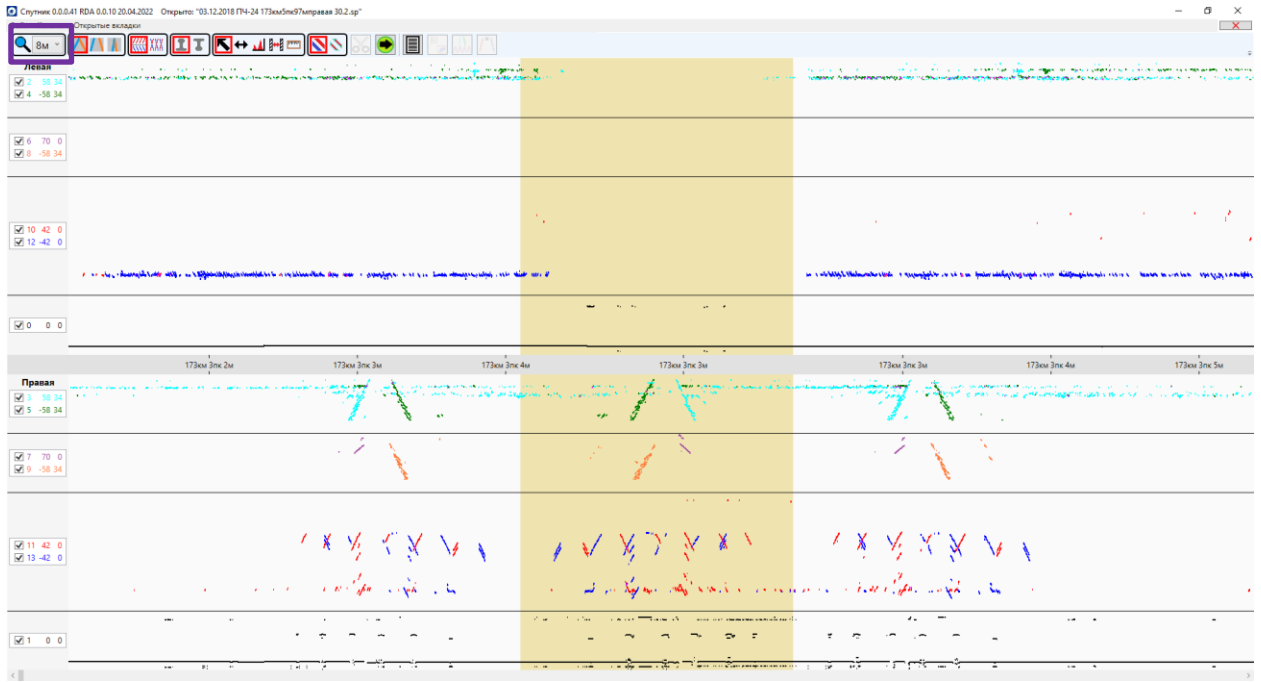 Спутник 0.0.0.41 RDA 0.0.10 20.04.2022 Открыто: "03.12.2018 ПЧ-24 173км3пк97мправая 30.2.sp"
Открытые вкладки
8м
Левая
2 58 34
4 -58 34
6 70 0
8 -58 34
10 42 0
12 -42 0
0 0 0
173км 3пк 2м 173км 3пк 3м 173км 3пк 4м 173км 3пк 3м 173км 3пк 3м 173км 3пк 4м 173км 3пк 5м
Правая
3 58 34
5 -58 34
7 70 0
9 -58 34
11 42 0
13 -42 0
1 0 0